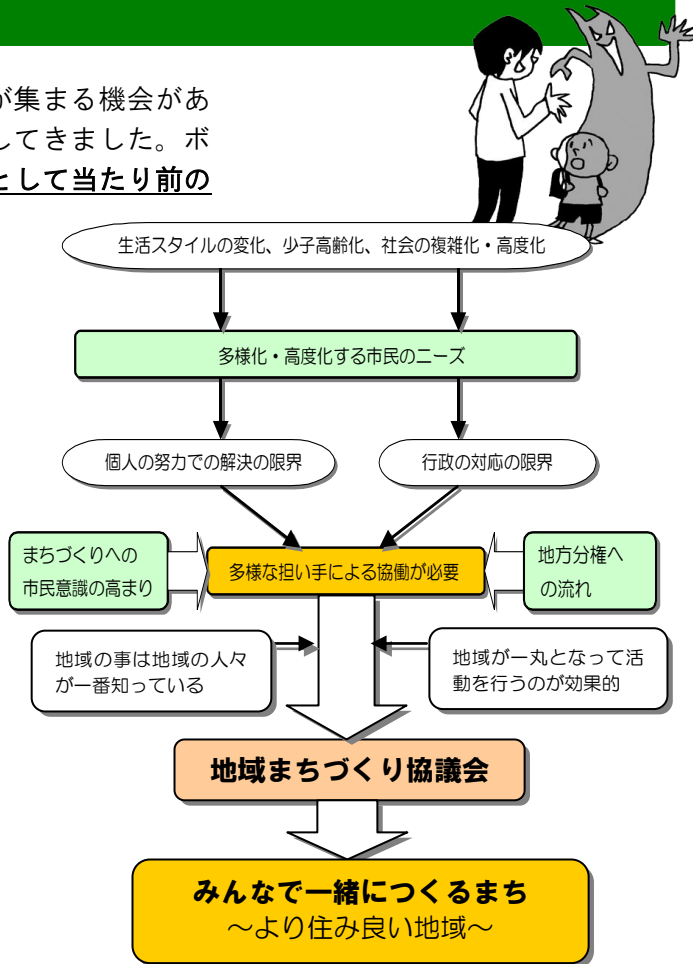 が集まる機会があ
してきました。ボ
として当たり前の
生活スタイルの変化、少子高齢化、社会の複雑化・高度化
多様化・高度化する市民のニーズ
個人の努力での解決の限界
行政の対応の限界
まちづくりへの
市民意識の高まり
多様な担い手による協働が必要
地方分権へ
の流れ
地域の事は地域の人々
が一番知っている
地域が一丸となって活
動を行うのが効果的
地域まちづくり協議会
みんなで一緒につくるまち
～より住み良い地域～